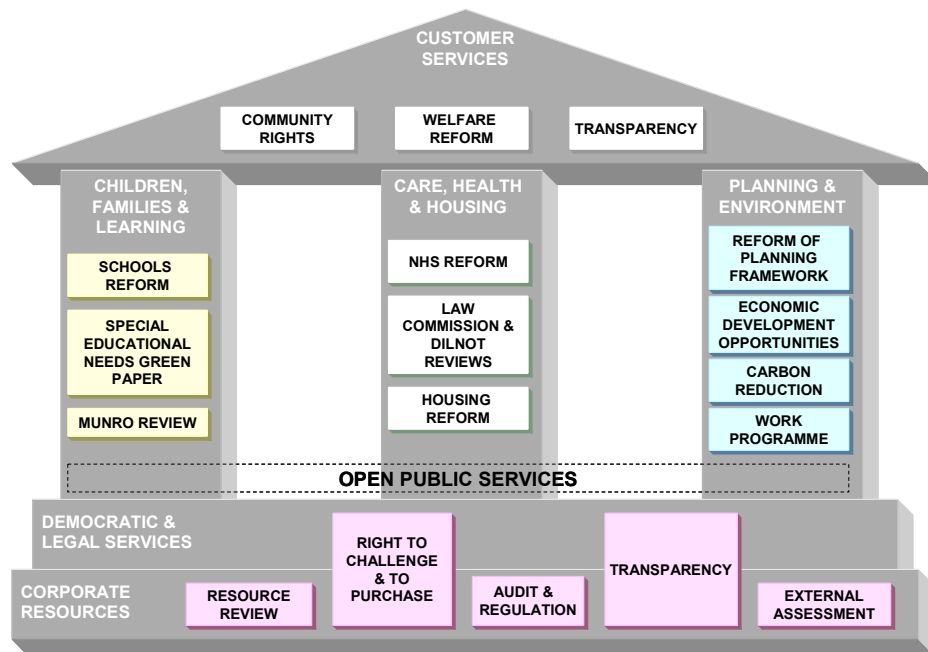 CUSTOMER
SERVICES
COMMUNITY
RIGHTS
WELFARE
REFORM
TRANSPARENCY
CHILDREN,
FAMILIES &
LEARNING
SCHOOLS
REFORM
SPECIAL
EDUCATIONAL
NEEDS GREEN
PAPER
MUNRO REVIEW
CARE, HEALTH
& HOUSING
NHS REFORM
LAW
COMMISSION &
DILNOT
REVIEWS
HOUSING
REFORM
PLANNING &
ENVIRONMENT
REFORM OF
PLANNING
FRAMEWORK
ECONOMIC
DEVELOPMENT
OPPORTUNITIES
CARBON
REDUCTION
WORK
PROGRAMME
OPEN PUBLIC SERVICES
DEMOCRATIC &
LEGAL SERVICES
RIGHT TO
CHALLENGE
& TO
PURCHASE
TRANSPARENCY
CORPORATE
RESOURCES
RESOURCE
REVIEW
AUDIT &
REGULATION
EXTERNAL
ASSESSMENT